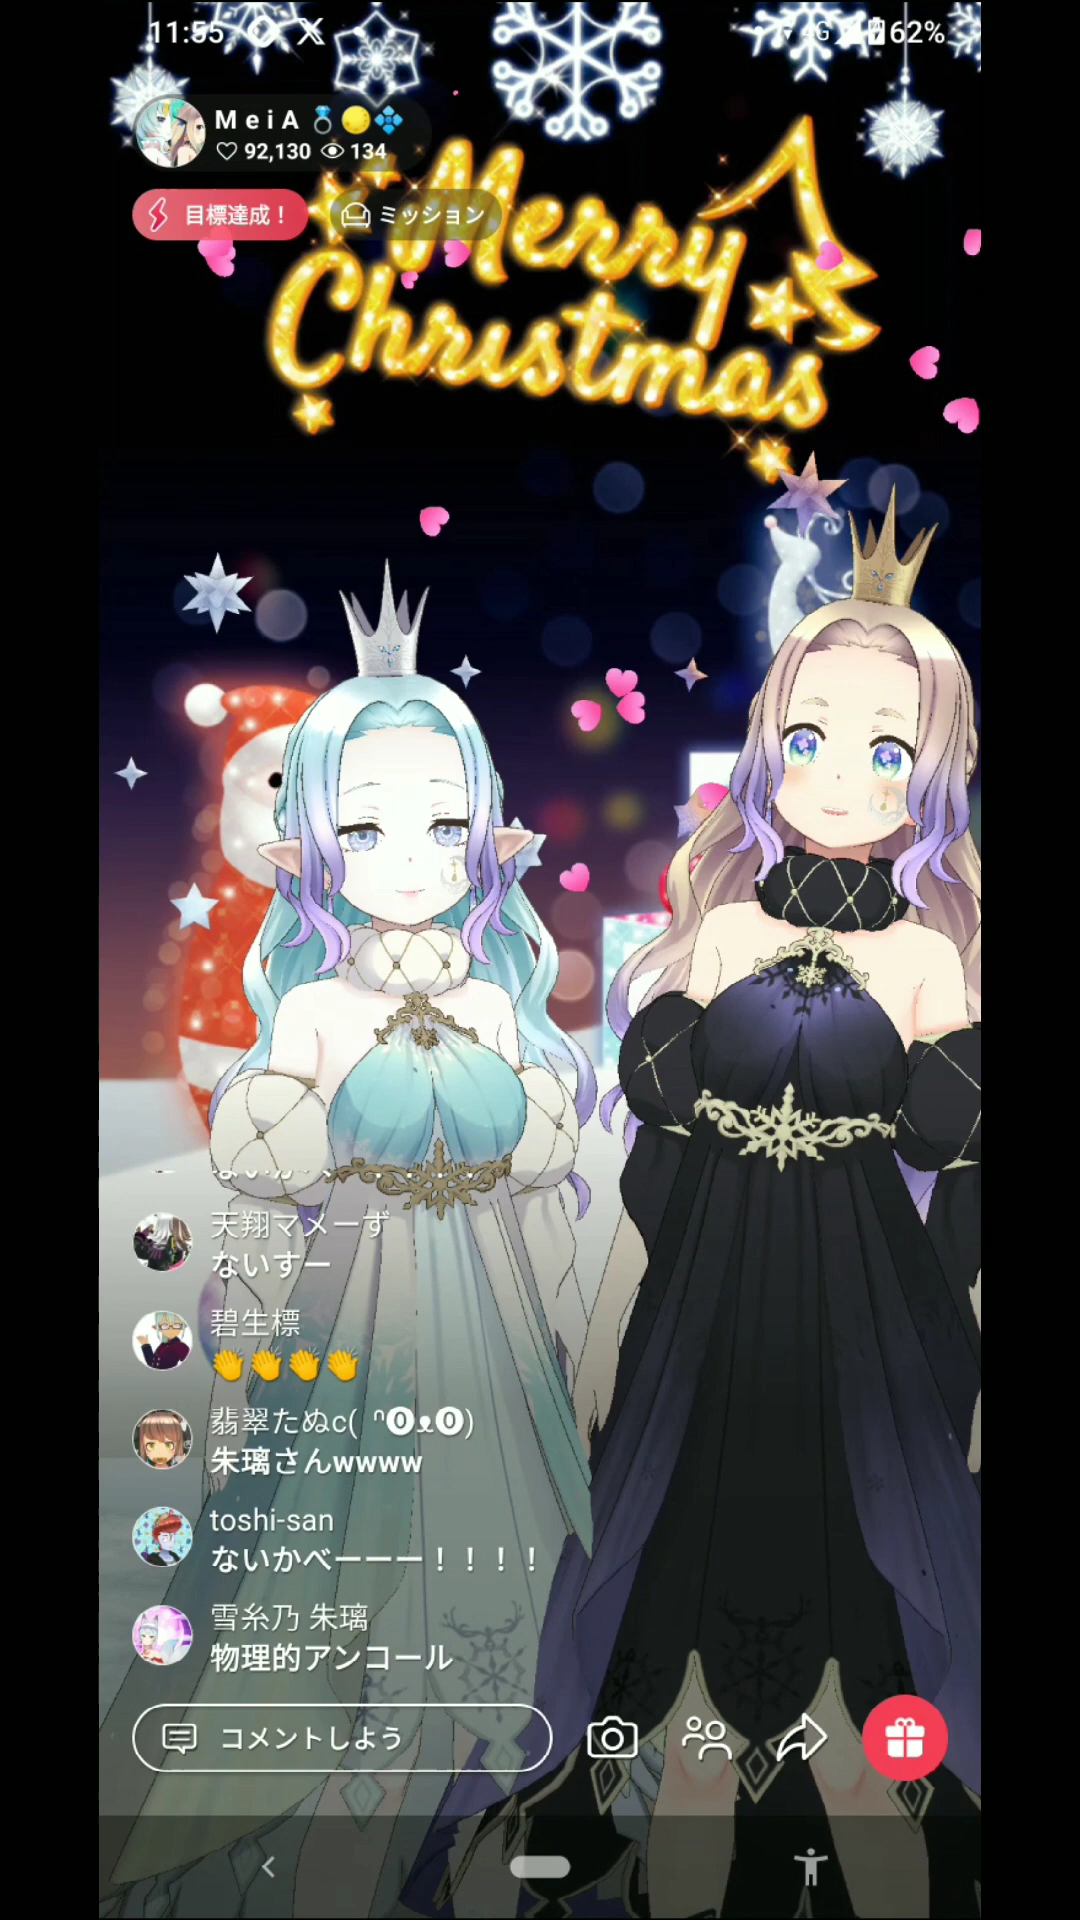 11:55
4G 62%
M e i A 💍🌕💠
92,130 134
目標達成！
ミッション
Merry
Christmas
天翔マメーず
ないすー
碧生標
👏👏👏👏
翡翠たぬc( ᐢ⓿ᴥ⓿)
朱璃さんwwww
toshi-san
ないかべーーー！！！！
雪糸乃 朱璃
物理的アンコール
コメントしよう